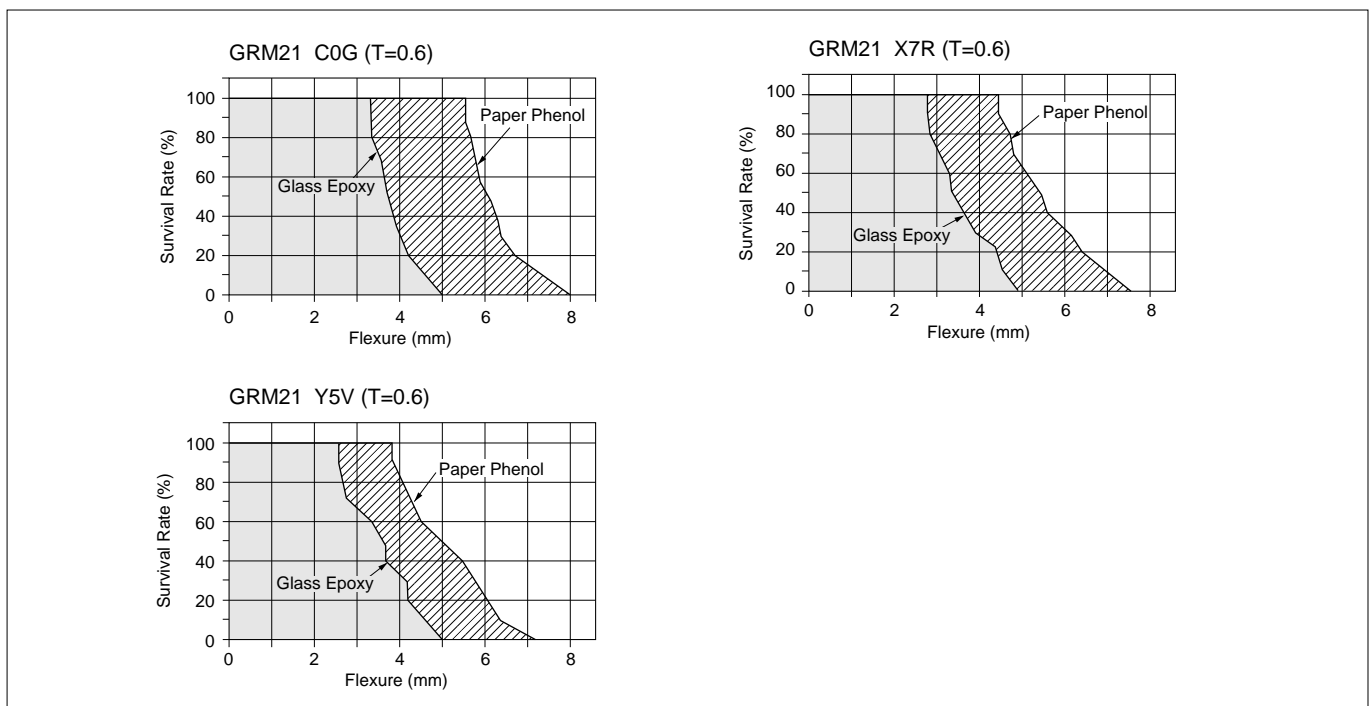 GRM21 C0G (T=0.6)
Survival Rate (%)
100
80
60
40
20
0
Paper Phenol
Glass Epoxy
0 2 4 6 8
Flexure (mm)
GRM21 X7R (T=0.6)
Survival Rate (%)
100
80
60
40
20
0
Paper Phenol
Glass Epoxy
0 2 4 6 8
Flexure (mm)
GRM21 Y5V (T=0.6)
Survival Rate (%)
100
80
60
40
20
0
Paper Phenol
Glass Epoxy
0 2 4 6 8
Flexure (mm)